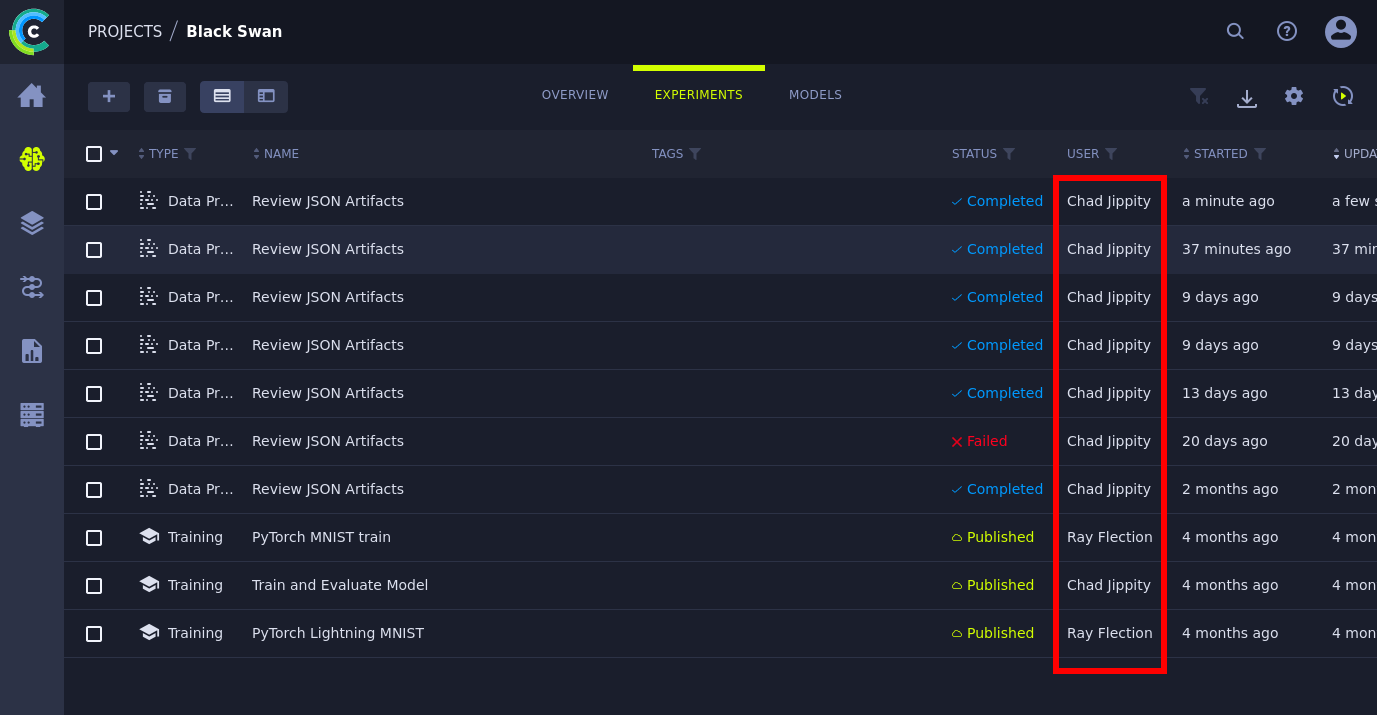 PROJECTS / Black Swan
OVERVIEW EXPERIMENTS MODELS
TYPE NAME TAGS STATUS USER STARTED UPDA
Data Pr... Review JSON Artifacts Completed Chad Jippity a minute ago a few s
Data Pr... Review JSON Artifacts Completed Chad Jippity 37 minutes ago 37 min
Data Pr... Review JSON Artifacts Completed Chad Jippity 9 days ago 9 days
Data Pr... Review JSON Artifacts Completed Chad Jippity 9 days ago 9 days
Data Pr... Review JSON Artifacts Completed Chad Jippity 13 days ago 13 day
Data Pr... Review JSON Artifacts Failed Chad Jippity 20 days ago 20 day
Data Pr... Review JSON Artifacts Completed Chad Jippity 2 months ago 2 mon
Training PyTorch MNIST train Published Ray Flection 4 months ago 4 mon
Training Train and Evaluate Model Published Chad Jippity 4 months ago 4 mon
Training PyTorch Lightning MNIST Published Ray Flection 4 months ago 4 mon